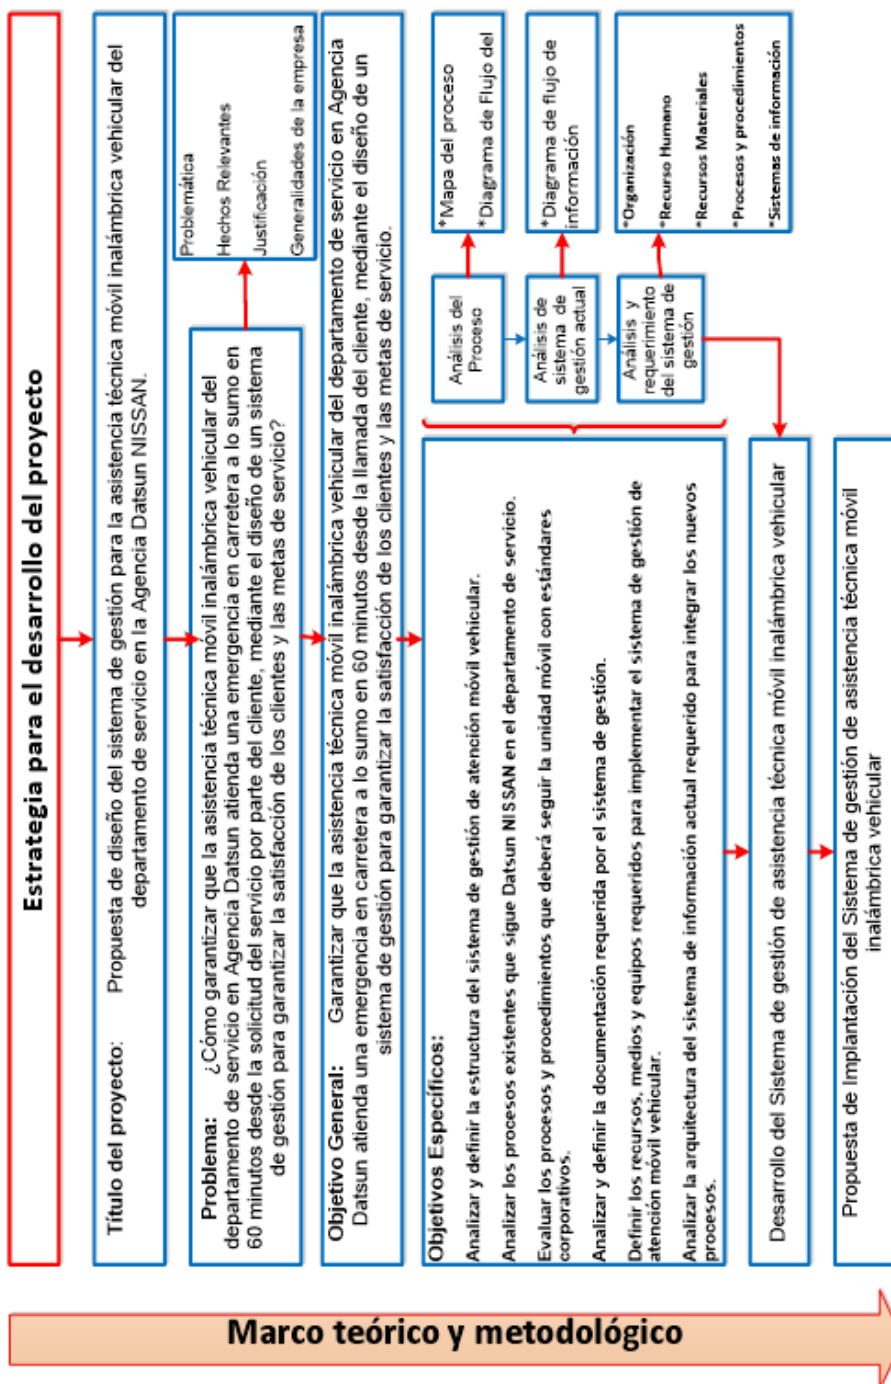 Estrategia para el desarrollo del proyecto
Título del proyecto: Propuesta de diseño del sistema de gestión para la asistencia técnica móvil inalámbrica vehicular del
departamento de servicio en la Agencia Datsun NISSAN.
Problema: ¿Cómo garantizar que la asistencia técnica móvil inalámbrica vehicular del
departamento de servicio en Agencia Datsun atienda una emergencia en carretera a lo sumo en
60 minutos desde la solicitud del servicio por parte del cliente, mediante el diseño de un sistema
de gestión para garantizar la satisfacción de los clientes y las metas de servicio?
Problemática
Hechos Relevantes
Justificación
Generalidades de la empresa
Objetivo General: Garantizar que la asistencia técnica móvil inalámbrica vehicular del departamento de servicio en Agencia
Datsun atienda una emergencia en carretera a lo sumo en 60 minutos desde la llamada del cliente, mediante el diseño de un
sistema de gestión para garantizar la satisfacción de los clientes y las metas de servicio.
Objetivos Específicos:
Analizar y definir la estructura del sistema de gestión de atención móvil vehicular.
Analizar los procesos existentes que sigue Datsun NISSAN en el departamento de servicio.
Evaluar los procesos y procedimientos que deberá seguir la unidad móvil con estándares
corporativos.
Analizar y definir la documentación requerida por el sistema de gestión.
Definir los recursos, medios y equipos requeridos para implementar el sistema de gestión de
atención móvil vehicular.
Analizar la arquitectura del sistema de información actual requerido para integrar los nuevos
procesos.
Análisis del
Proceso
*Mapa del proceso
*Diagrama de Flujo del
Análisis de
sistema de
gestión actual
*Diagrama de flujo de
información
Análisis y
requerimiento
del sistema de
gestión
*Organización
*Recurso Humano
*Recursos Materiales
*Procesos y procedimientos
*Sistemas de información
Desarrollo del Sistema de gestión de asistencia técnica móvil inalámbrica vehicular
Propuesta de Implantación del Sistema de gestión de asistencia técnica móvil
inalámbrica vehicular
Marco teórico y metodológico